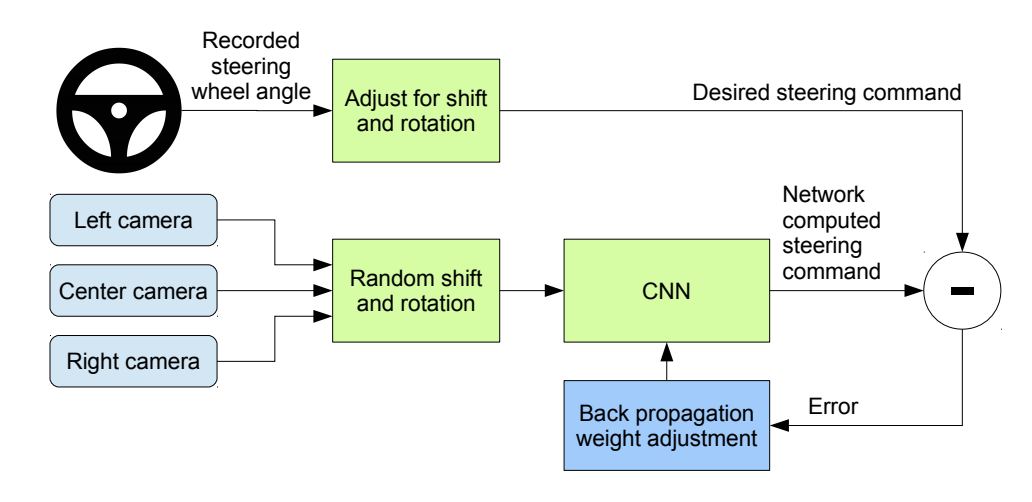 Recorded
steering
wheel angle
Adjust for shift
and rotation
Desired steering command
Left camera
Center camera
Right camera
Random shift
and rotation
CNN
Network
computed
steering
command
-
Back propagation
weight adjustment
Error